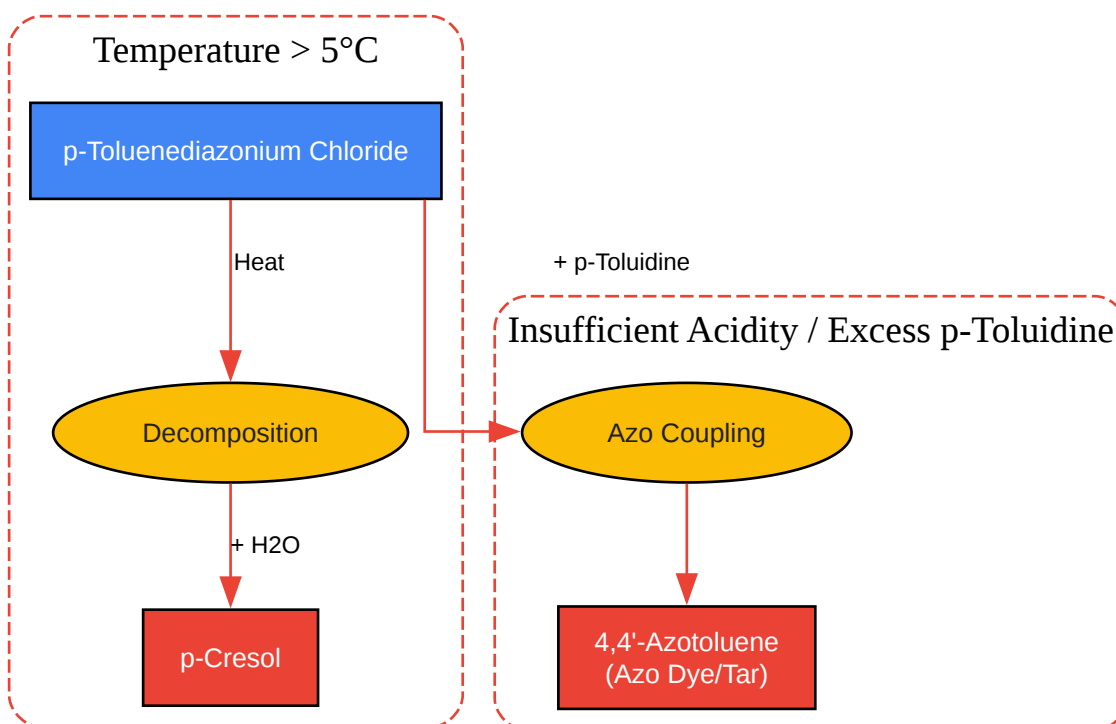 Temperature > 5°C
p-Toluenediazonium Chloride
Heat
+ p-Toluidine
Insufficient Acidity / Excess p-Toluidine
Decomposition
Azo Coupling
+ H2O
p-Cresol
4,4'-Azotoluene
(Azo Dye/Tar)